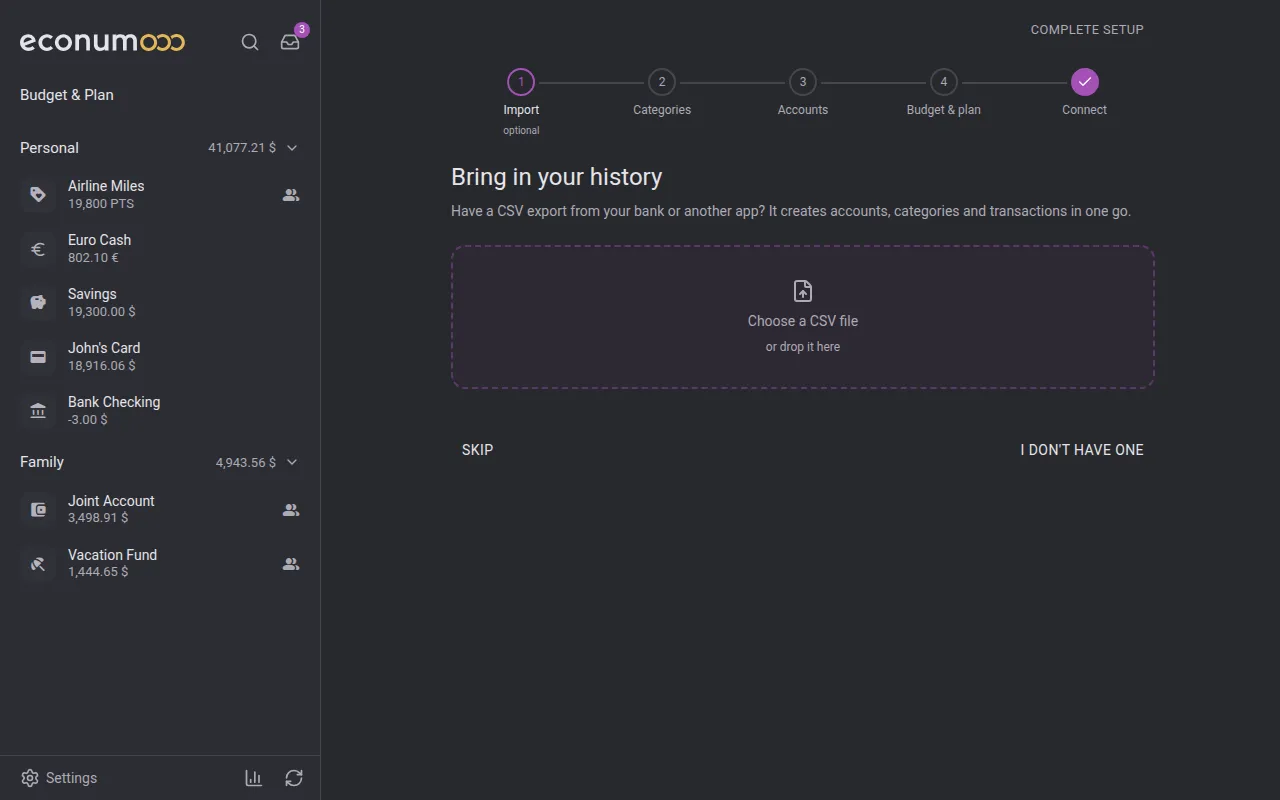 econumo
3
Budget & Plan
Personal
41,077.21 $
Airline Miles
19,800 PTS
Euro Cash
802.10 €
Savings
19,300.00 $
John's Card
18,916.06 $
Bank Checking
-3.00 $
Family
4,943.56 $
Joint Account
3,498.91 $
Vacation Fund
1,444.65 $
Settings
COMPLETE SETUP
1
Import
optional
2
Categories
3
Accounts
4
Budget & plan
Connect
Bring in your history
Have a CSV export from your bank or another app? It creates accounts, categories and transactions in one go.
Choose a CSV file
or drop it here
SKIP
I DON'T HAVE ONE